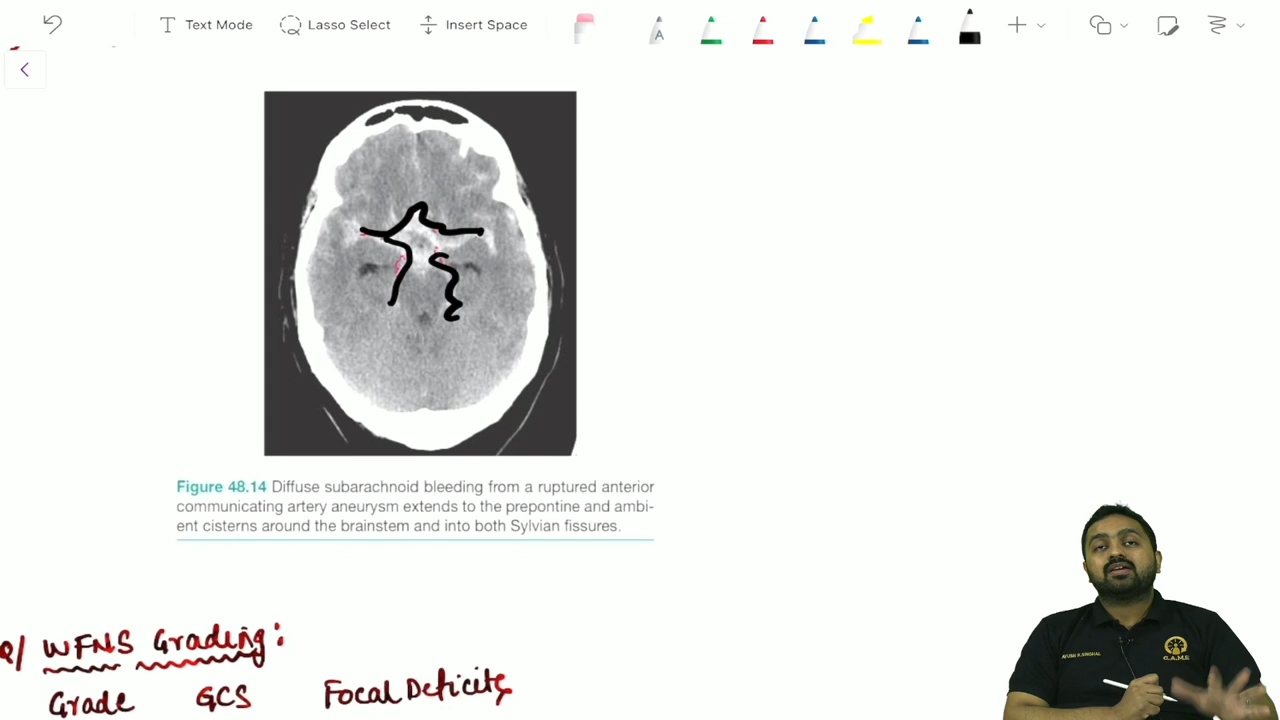 Text Mode
Lasso Select
Insert Space
A
Figure 48.14 Diffuse subarachnoid bleeding from a ruptured anterior
communicating artery aneurysm extends to the prepontine and ambi-
ent cisterns around the brainstem and into both Sylvian fissures.
WFNS Grading:
Grade GCS Focal Deficits
AYUSH K.SINGHAL
G.A.M.E